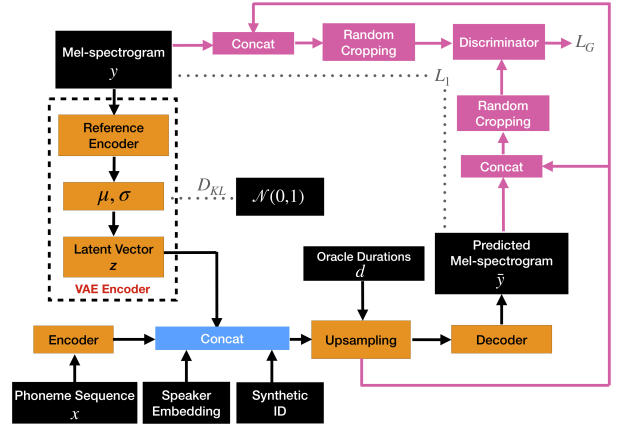 Mel-spectrogram
y
Concat
Random
Cropping
Discriminator
L_G
L_1
Reference
Encoder
Random
Cropping
μ, σ
D_KL
𝒩(0,1)
Concat
Latent Vector
z
VAE Encoder
Oracle Durations
d
Predicted
Mel-spectrogram
ȳ
Encoder
Concat
Upsampling
Decoder
Phoneme Sequence
x
Speaker
Embedding
Synthetic
ID